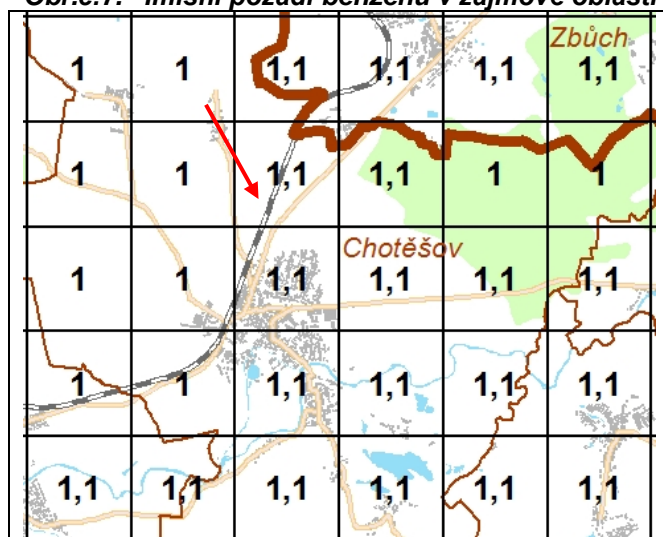 Obr.č.7: Imisní pozadí benzenu v zájmové oblasti
Zbůch
1 1 1,1 1,1 1,1 1,1
1 1 1,1 1,1 1 1
Chotěšov
1 1 1,1 1,1 1,1 1,1
1 1 1,1 1,1 1,1 1,1
1,1 1,1 1,1 1,1 1,1 1,1